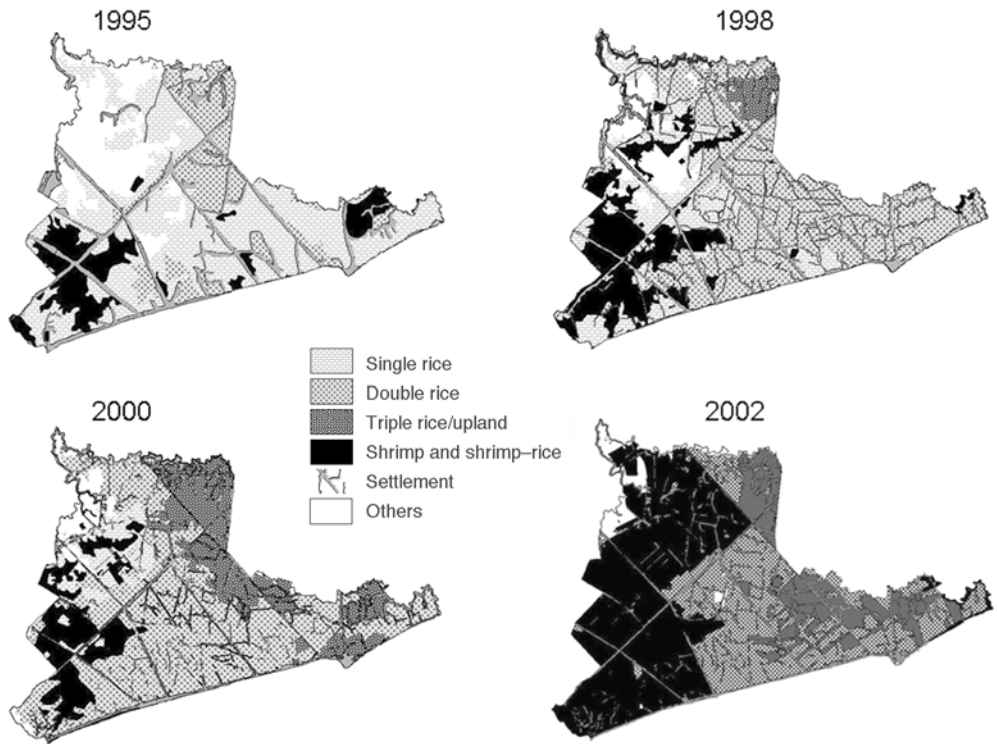 1995
1998
Single rice
Double rice
Triple rice/upland
Shrimp and shrimp–rice
Settlement
Others
2000
2002